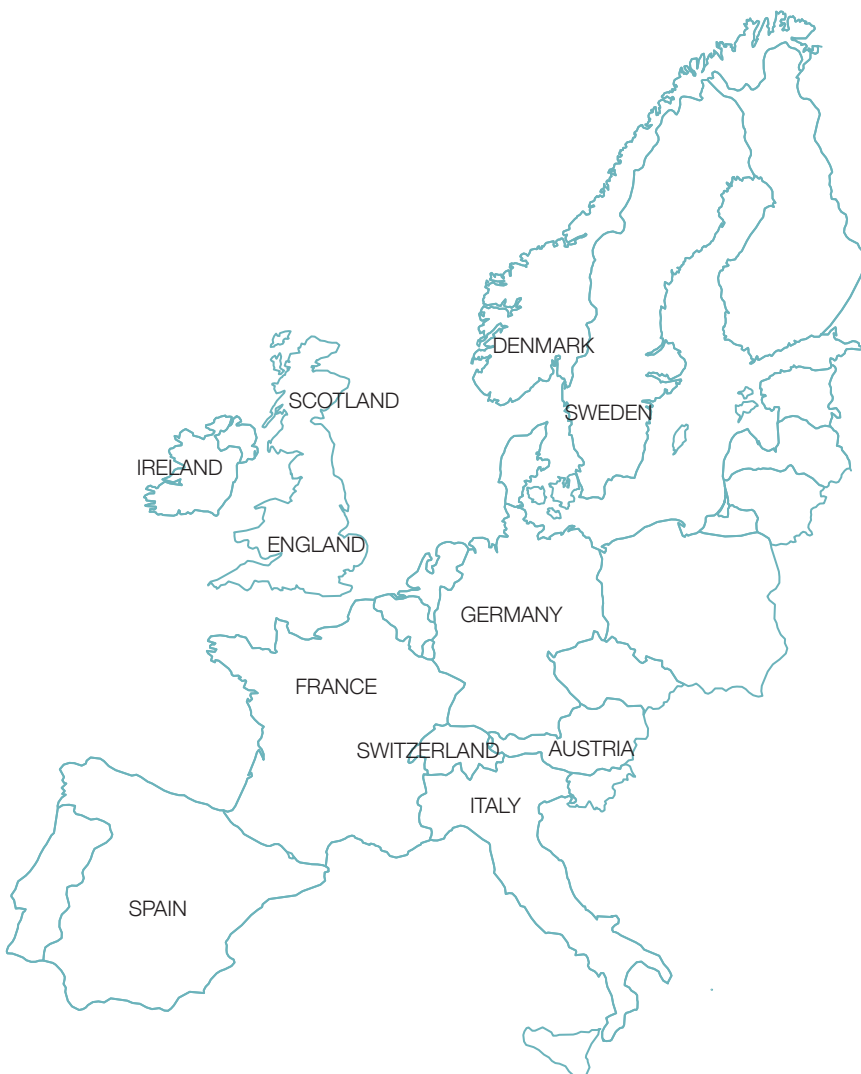 DENMARK
SCOTLAND
SWEDEN
IRELAND
ENGLAND
GERMANY
FRANCE
SWITZERLAND
AUSTRIA
ITALY
SPAIN